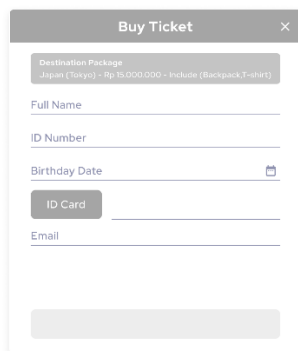 Buy Ticket ×
Destination Package
Japan (Tokyo) - Rp 15.000.000 - Include (Backpack,T-shirt)
Full Name
ID Number
Birthday Date
ID Card
Email